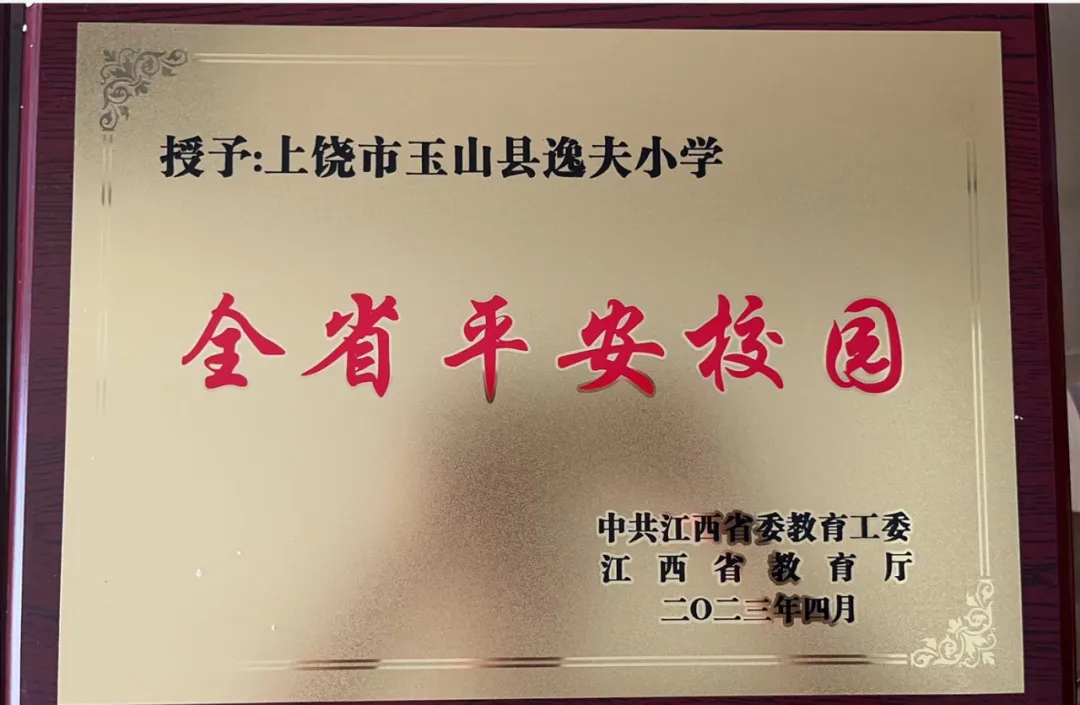 授予:上饶市玉山县逸夫小学
全省平安校园
中共江西省委教育工委
江西省教育厅
二〇二三年四月